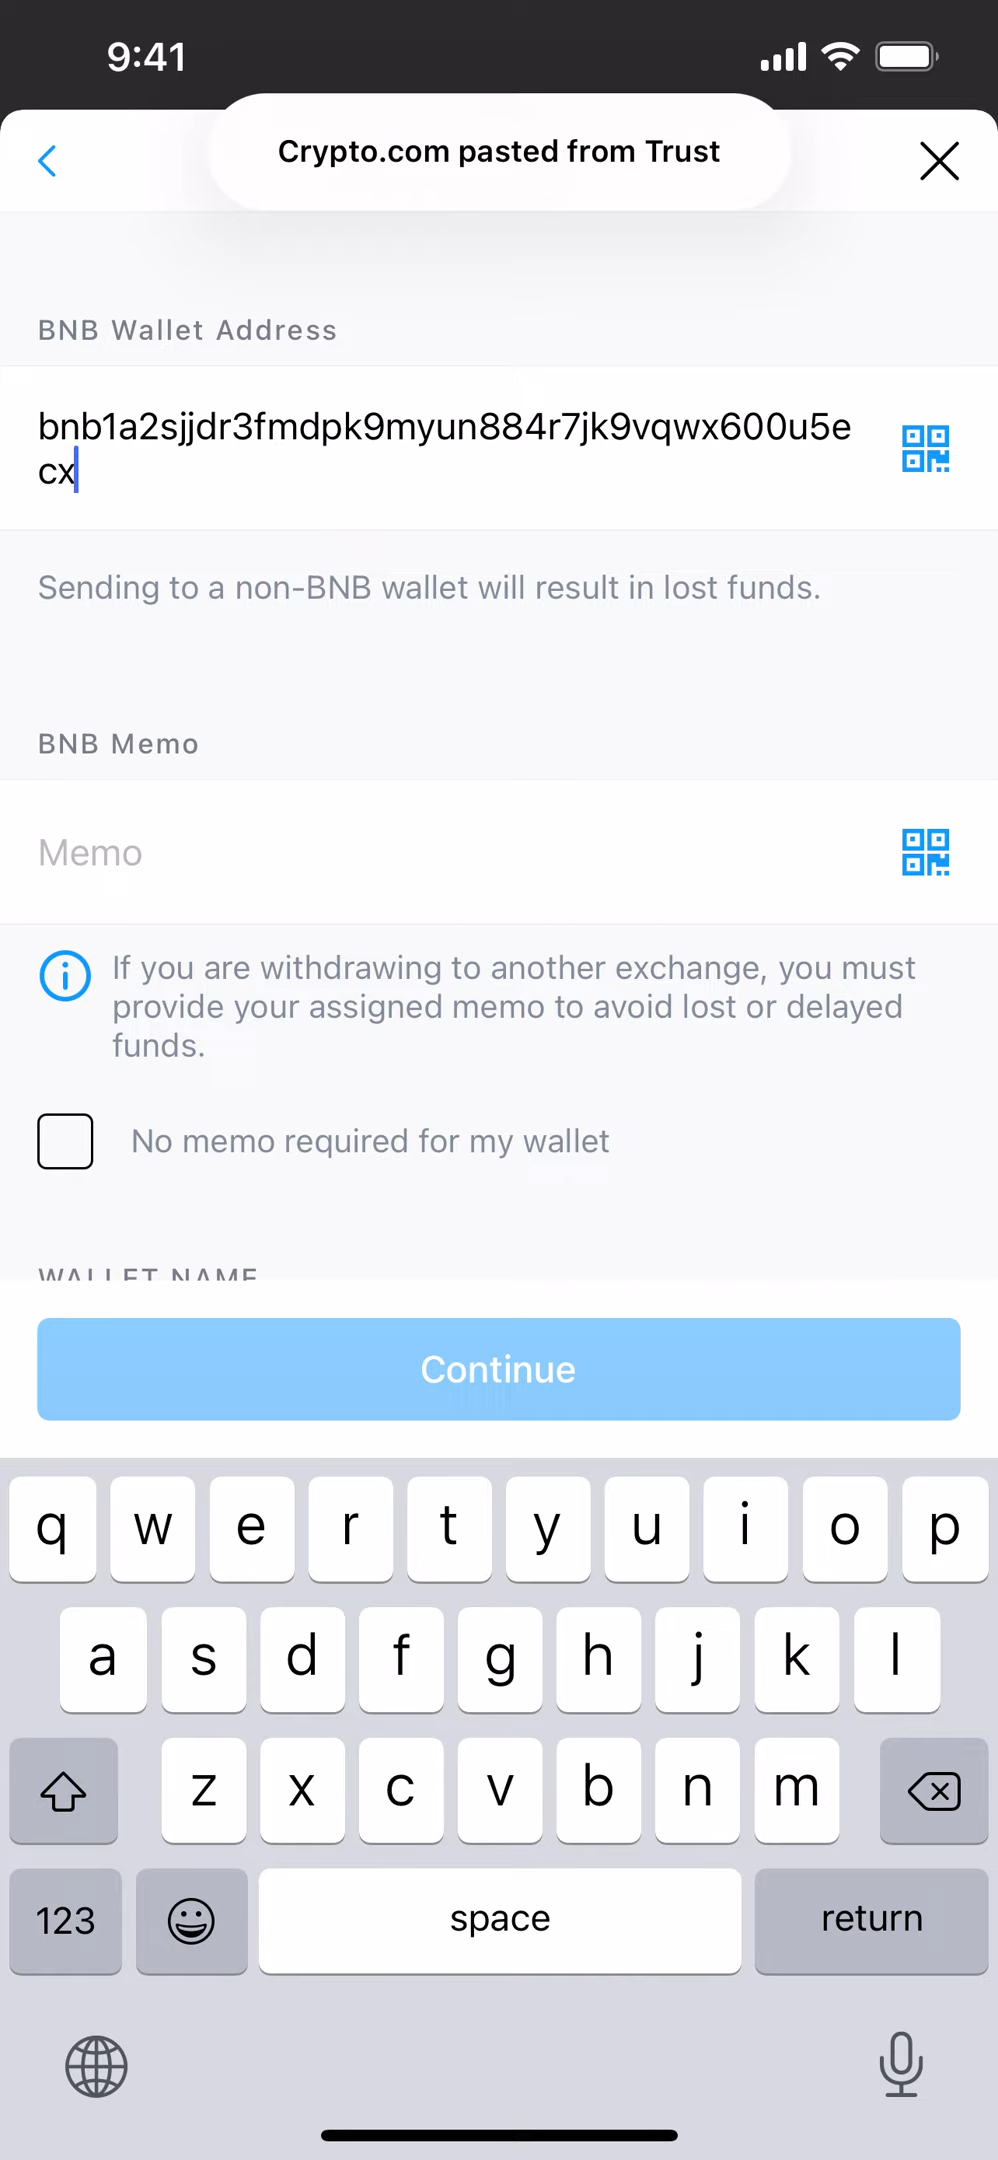 9:41
Crypto.com pasted from Trust
BNB Wallet Address
bnb1a2sjjdr3fmdpk9myun884r7jk9vqwx600u5e
cx
Sending to a non-BNB wallet will result in lost funds.
BNB Memo
Memo
If you are withdrawing to another exchange, you must
provide your assigned memo to avoid lost or delayed
funds.
No memo required for my wallet
WALLET NAME
Continue
q w e r t y u i o p
a s d f g h j k l
z x c v b n m
123 space return